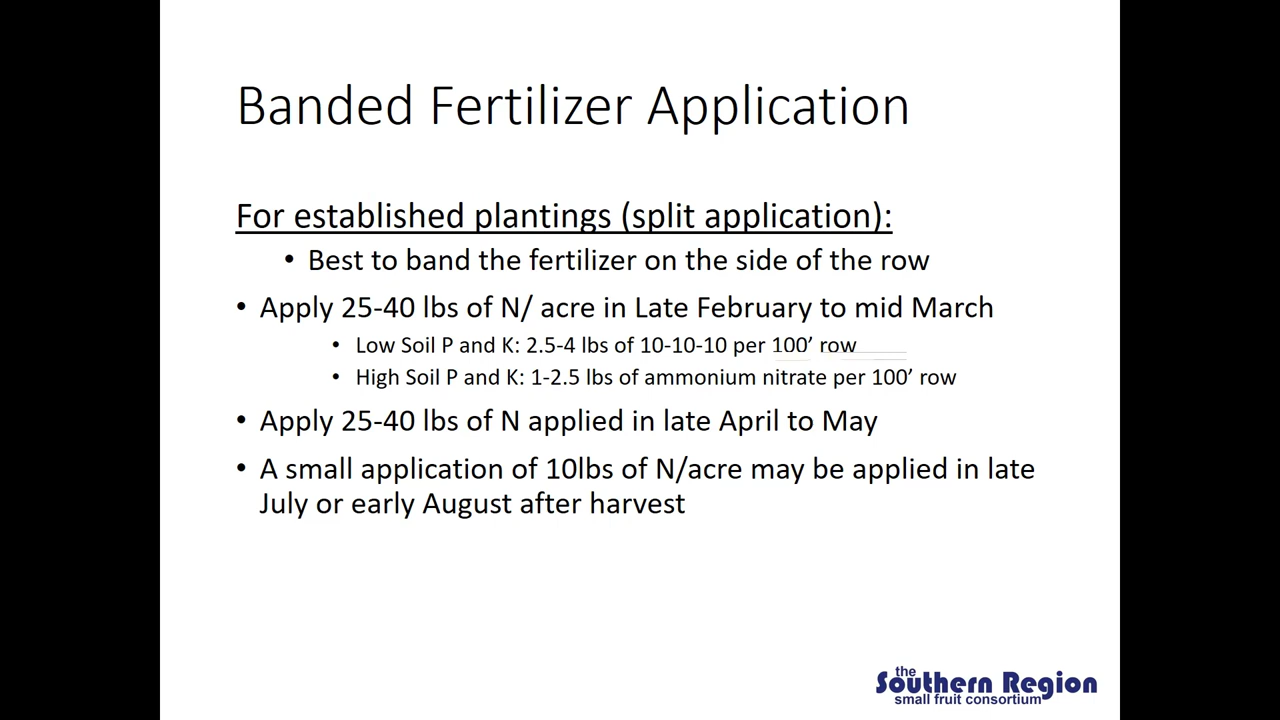 Banded Fertilizer Application
For established plantings (split application):
• Best to band the fertilizer on the side of the row
• Apply 25-40 lbs of N/ acre in Late February to mid March
• Low Soil P and K: 2.5-4 lbs of 10-10-10 per 100’ row
• High Soil P and K: 1-2.5 lbs of ammonium nitrate per 100’ row
• Apply 25-40 lbs of N applied in late April to May
• A small application of 10lbs of N/acre may be applied in late
July or early August after harvest
the
Southern Region
small fruit consortium